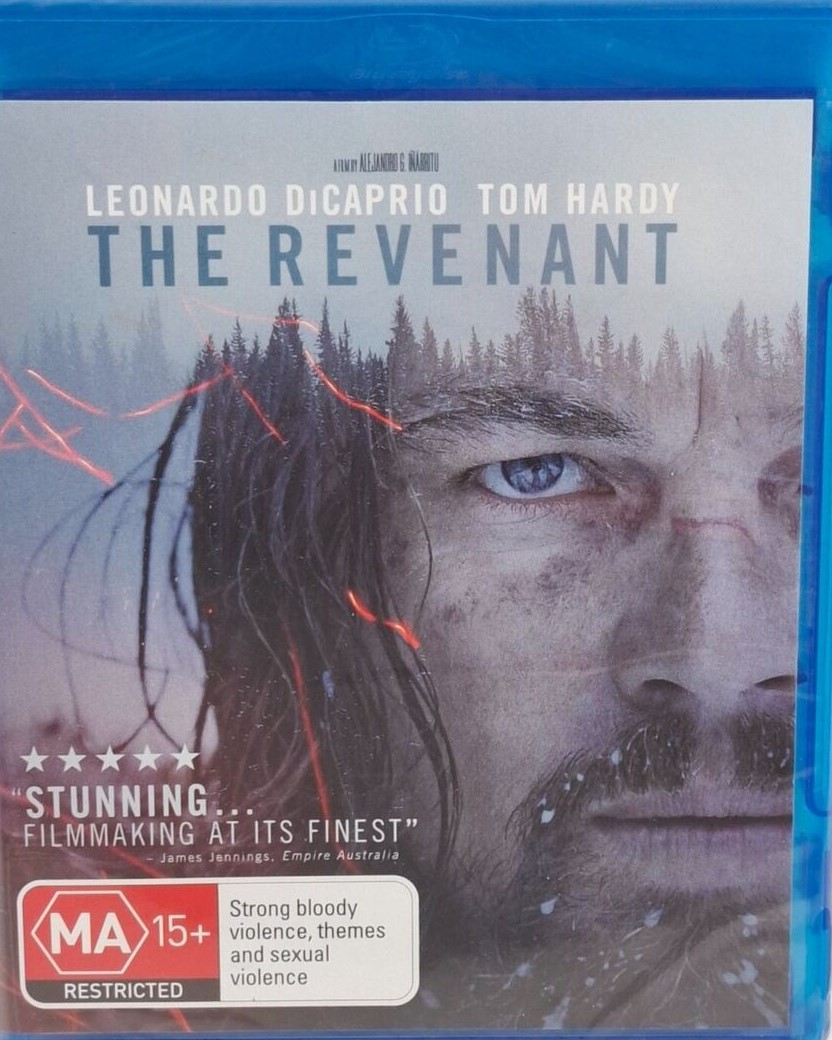 A FILM BY ALEJANDRO G. IÑÁRRITU
LEONARDO DiCAPRIO TOM HARDY
THE REVENANT
★★★★★
“STUNNING...
FILMMAKING AT ITS FINEST”
– James Jennings, Empire Australia
MA 15+
RESTRICTED
Strong bloody
violence, themes
and sexual
violence